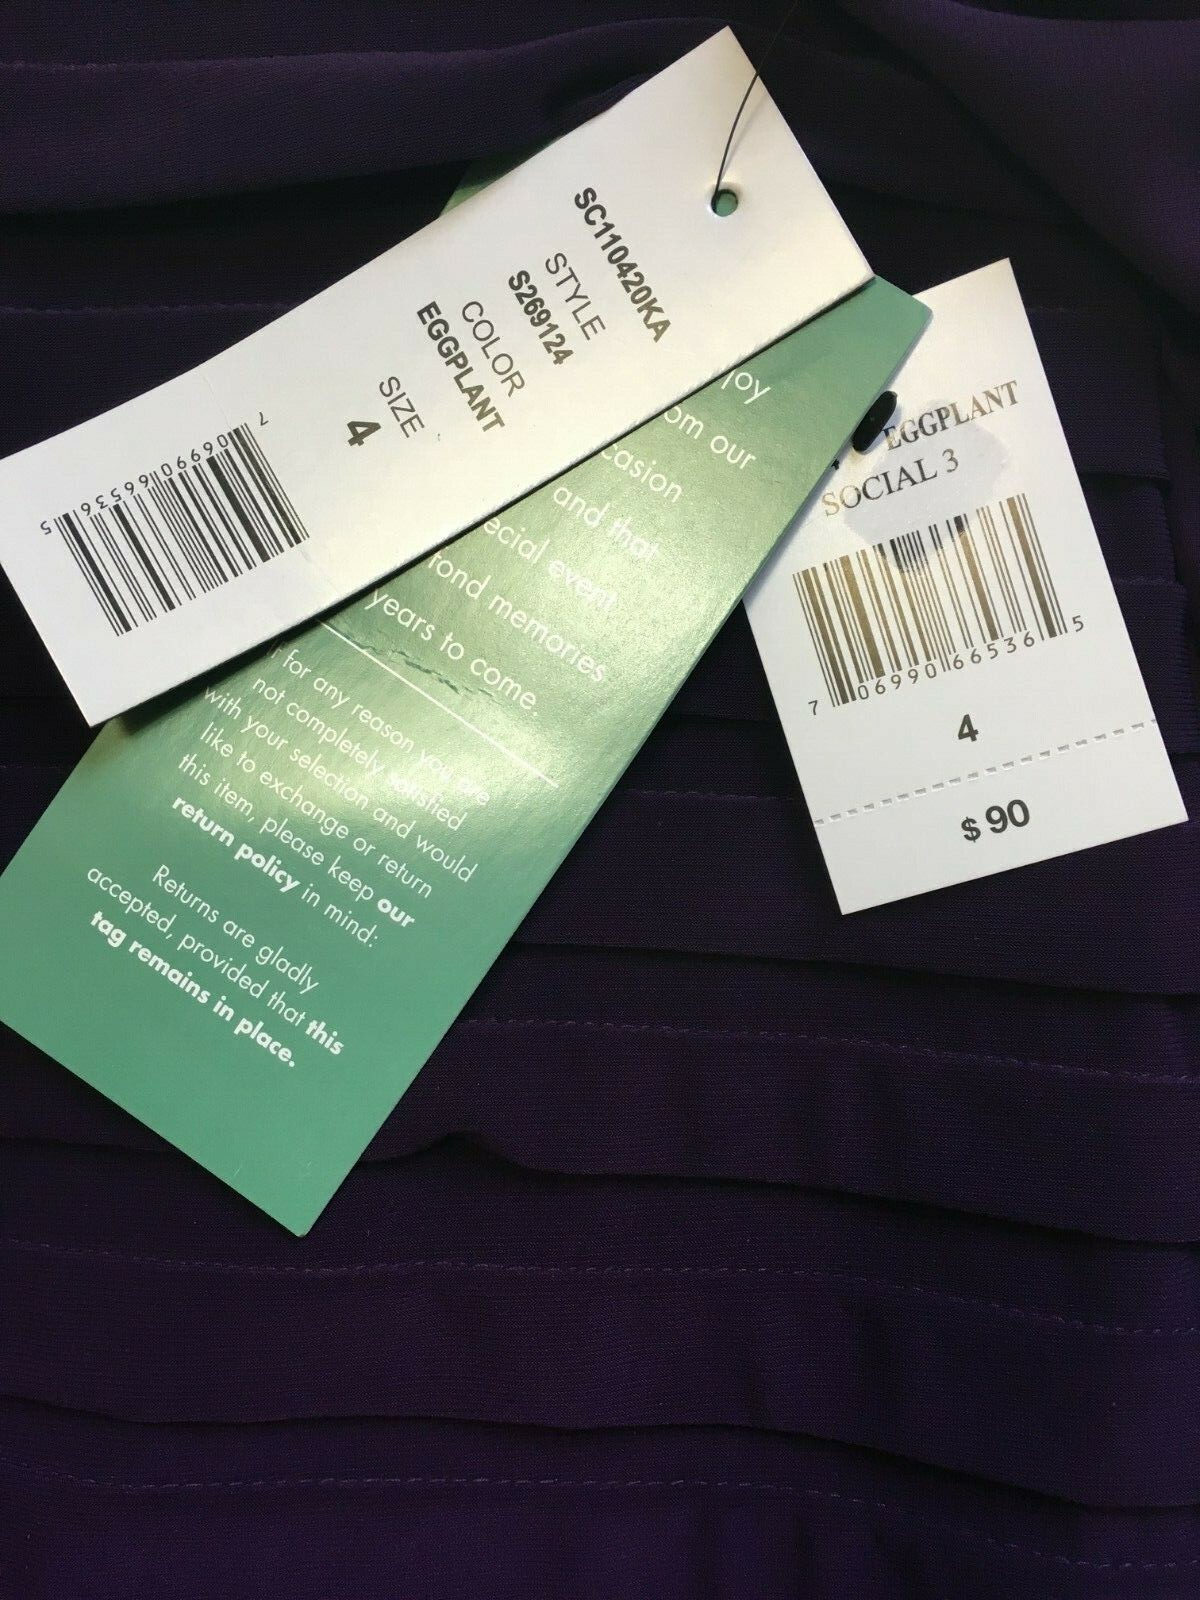 SC110420KA
STYLE
S269124
COLOR
EGGPLANT
SIZE
4
7 06990 66536 5
and that
fond memories
years to come.
If for any reason you are
not completely satisfied
with your selection and would
like to exchange or return
this item, please keep our
return policy in mind:
Returns are gladly
accepted, provided that this
tag remains in place.
EGGPLANT
SOCIAL 3
7 06990 66536 5
4
$ 90